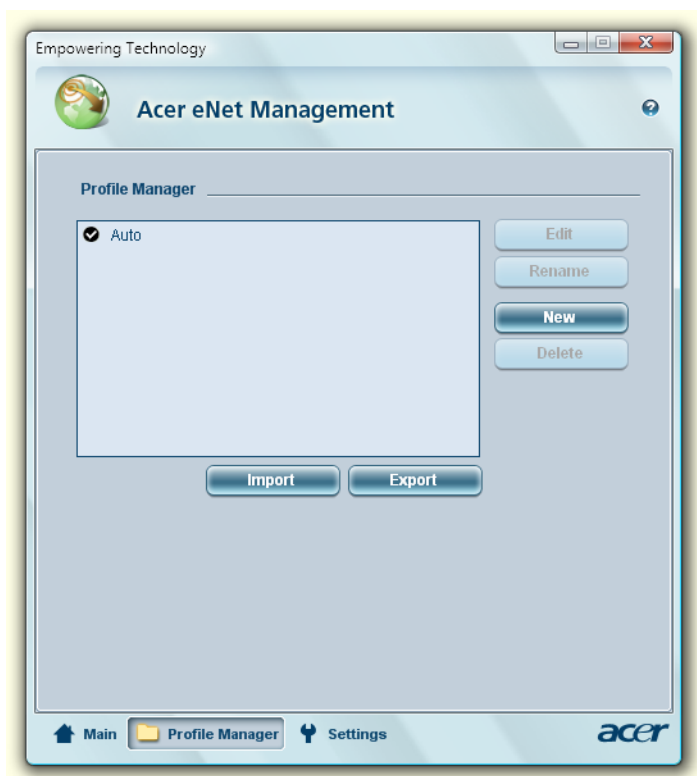 Empowering Technology
Acer eNet Management
Profile Manager
Auto
Edit
Rename
New
Delete
Import Export
Main Profile Manager Settings acer